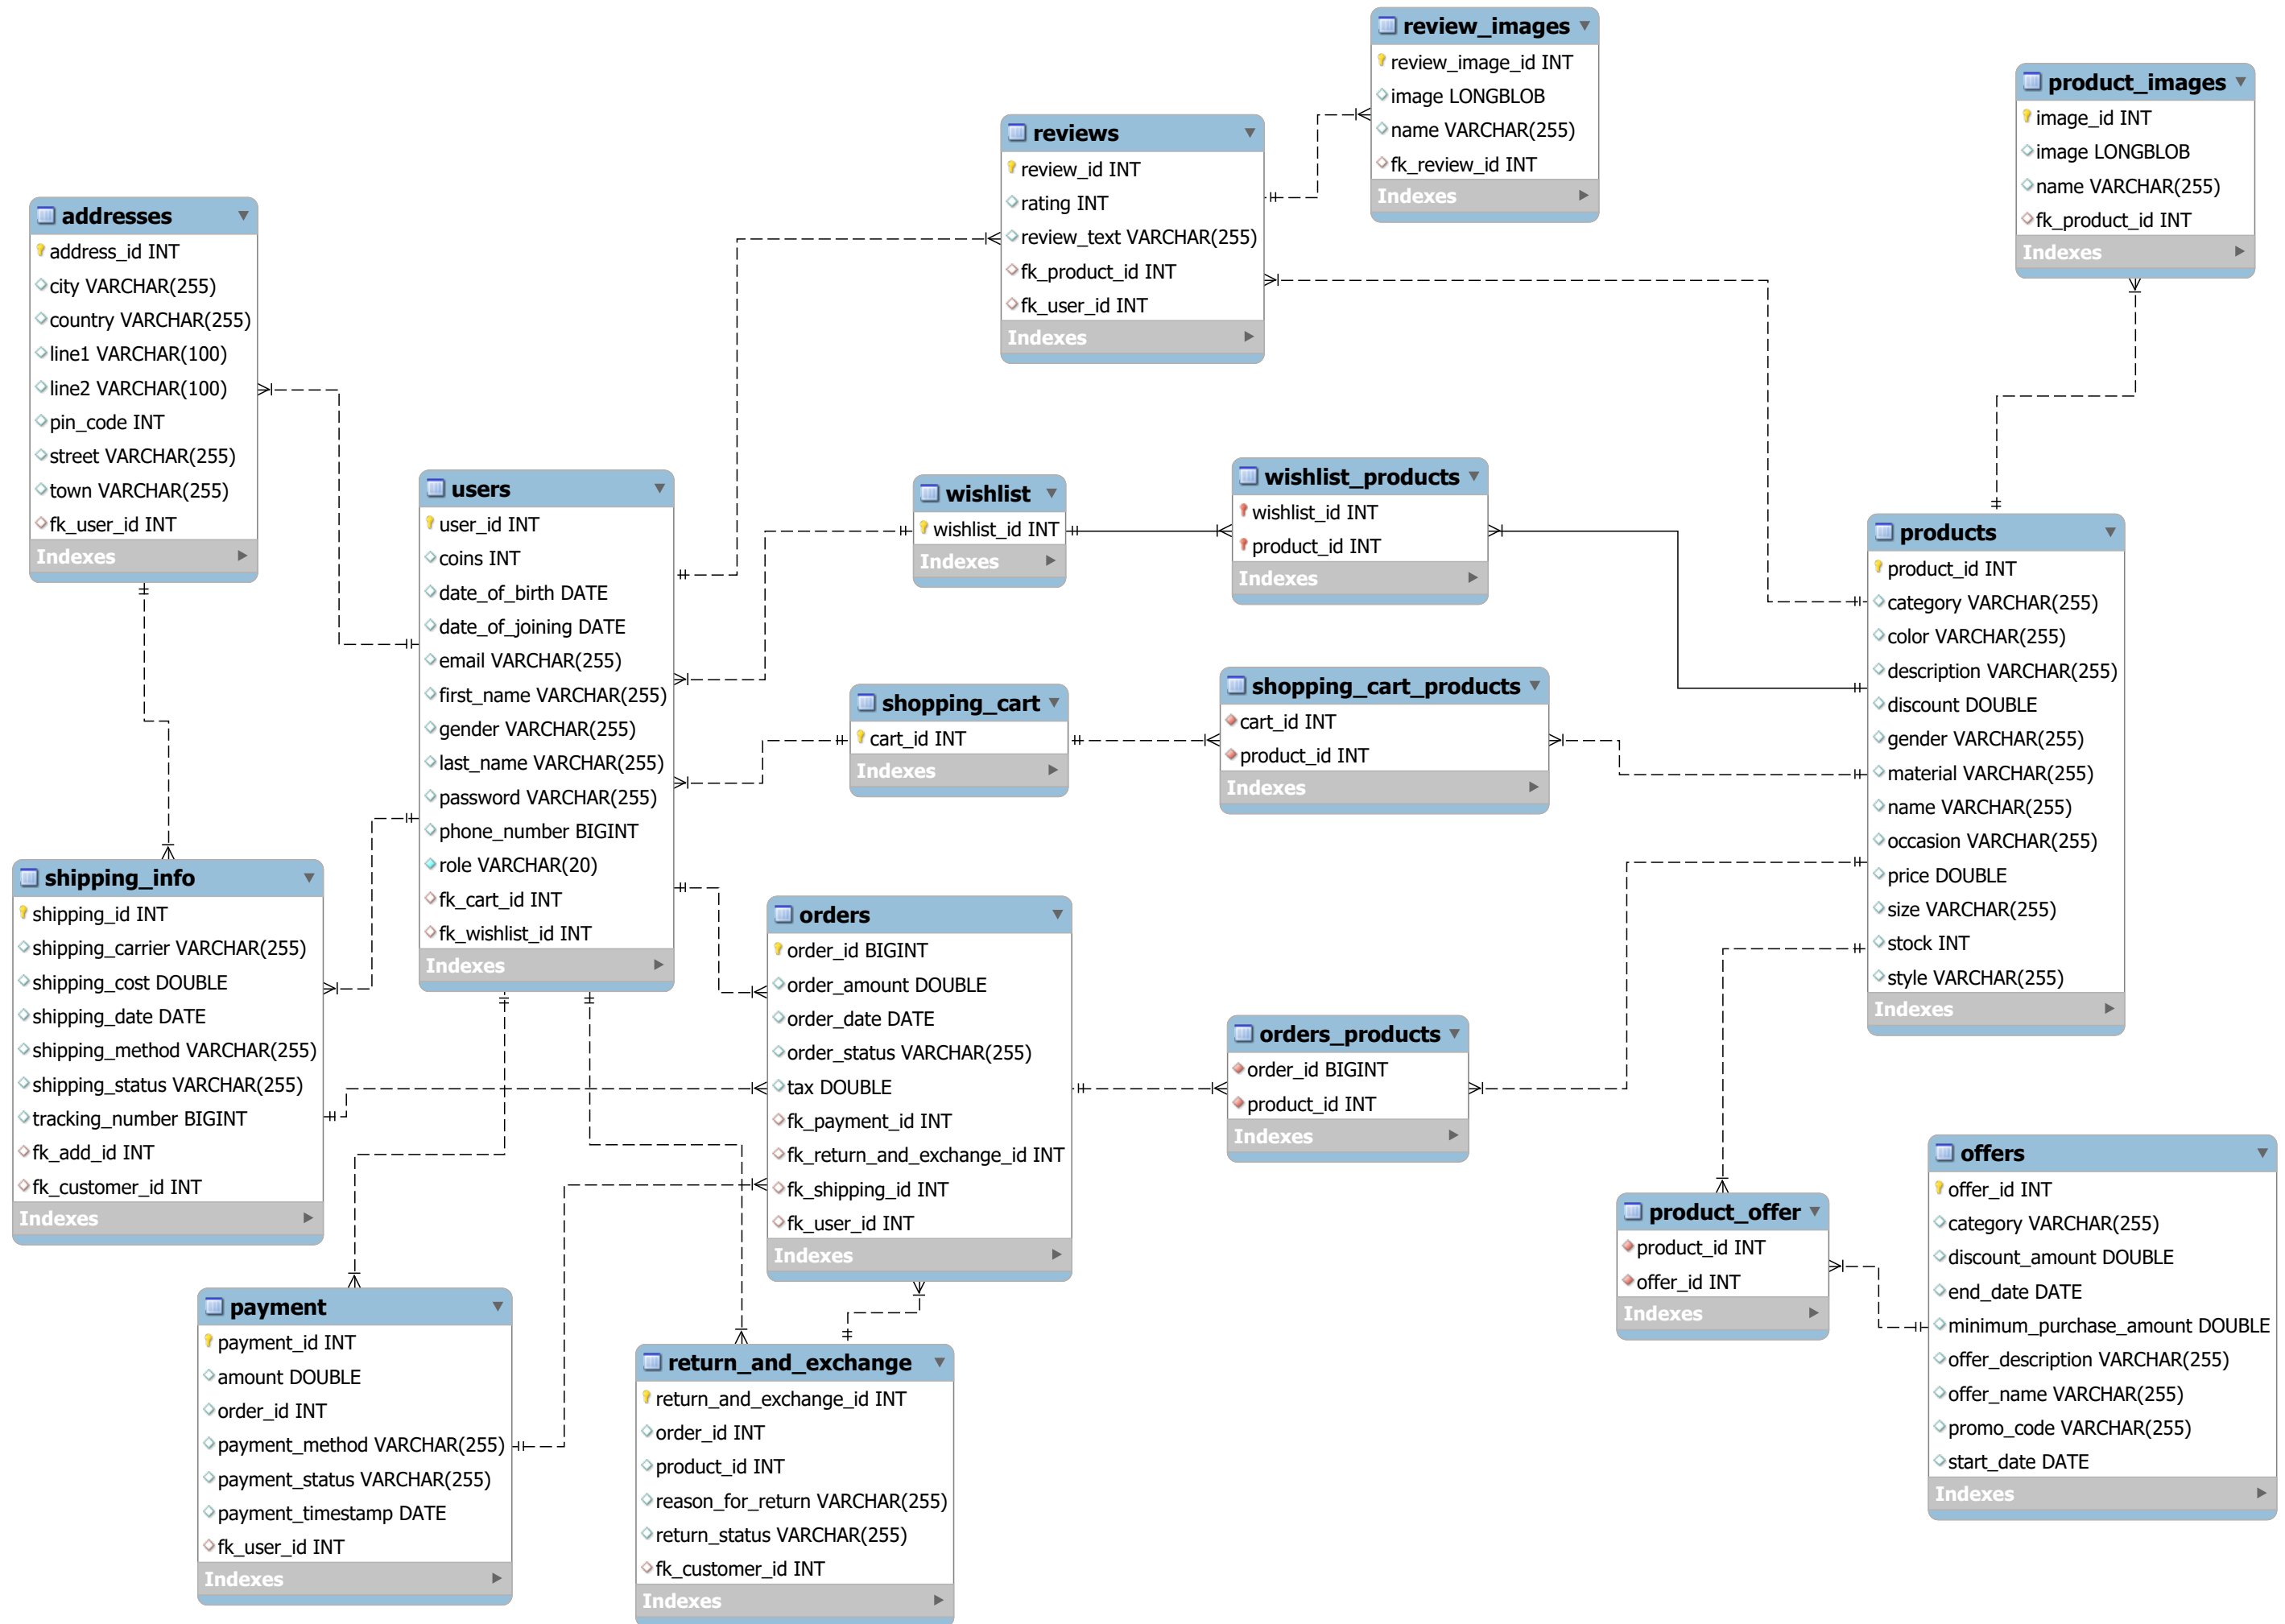 review_images
review_image_id INT
image LONGBLOB
name VARCHAR(255)
fk_review_id INT
Indexes
product_images
image_id INT
image LONGBLOB
name VARCHAR(255)
fk_product_id INT
Indexes
reviews
review_id INT
rating INT
review_text VARCHAR(255)
fk_product_id INT
fk_user_id INT
Indexes
addresses
address_id INT
city VARCHAR(255)
country VARCHAR(255)
line1 VARCHAR(100)
line2 VARCHAR(100)
pin_code INT
street VARCHAR(255)
town VARCHAR(255)
fk_user_id INT
Indexes
users
user_id INT
coins INT
date_of_birth DATE
date_of_joining DATE
email VARCHAR(255)
first_name VARCHAR(255)
gender VARCHAR(255)
last_name VARCHAR(255)
password VARCHAR(255)
phone_number BIGINT
role VARCHAR(20)
fk_cart_id INT
fk_wishlist_id INT
Indexes
wishlist
wishlist_id INT
Indexes
wishlist_products
wishlist_id INT
product_id INT
Indexes
products
product_id INT
category VARCHAR(255)
color VARCHAR(255)
description VARCHAR(255)
discount DOUBLE
gender VARCHAR(255)
material VARCHAR(255)
name VARCHAR(255)
occasion VARCHAR(255)
price DOUBLE
size VARCHAR(255)
stock INT
style VARCHAR(255)
Indexes
shopping_cart
cart_id INT
Indexes
shopping_cart_products
cart_id INT
product_id INT
Indexes
shipping_info
shipping_id INT
shipping_carrier VARCHAR(255)
shipping_cost DOUBLE
shipping_date DATE
shipping_method VARCHAR(255)
shipping_status VARCHAR(255)
tracking_number BIGINT
fk_add_id INT
fk_customer_id INT
Indexes
orders
order_id BIGINT
order_amount DOUBLE
order_date DATE
order_status VARCHAR(255)
tax DOUBLE
fk_payment_id INT
fk_return_and_exchange_id INT
fk_shipping_id INT
fk_user_id INT
Indexes
orders_products
order_id BIGINT
product_id INT
Indexes
product_offer
product_id INT
offer_id INT
Indexes
offers
offer_id INT
category VARCHAR(255)
discount_amount DOUBLE
end_date DATE
minimum_purchase_amount DOUBLE
offer_description VARCHAR(255)
offer_name VARCHAR(255)
promo_code VARCHAR(255)
start_date DATE
Indexes
payment
payment_id INT
amount DOUBLE
order_id INT
payment_method VARCHAR(255)
payment_status VARCHAR(255)
payment_timestamp DATE
fk_user_id INT
Indexes
return_and_exchange
return_and_exchange_id INT
order_id INT
product_id INT
reason_for_return VARCHAR(255)
return_status VARCHAR(255)
fk_customer_id INT
Indexes